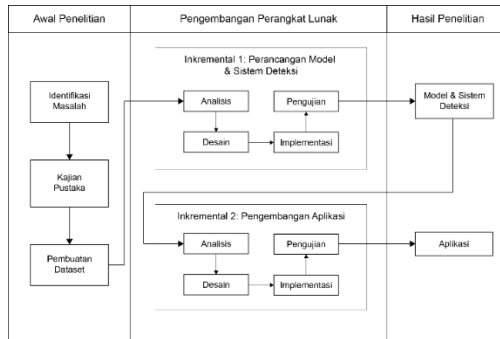 Awal Penelitian
Pengembangan Perangkat Lunak
Hasil Penelitian
Identifikasi
Masalah
Kajian
Pustaka
Pembuatan
Dataset
Inkremental 1: Perancangan Model
& Sistem Deteksi
Analisis
Pengujian
Desain
Implementasi
Model & Sistem
Deteksi
Inkremental 2: Pengembangan Aplikasi
Analisis
Pengujian
Desain
Implementasi
Aplikasi